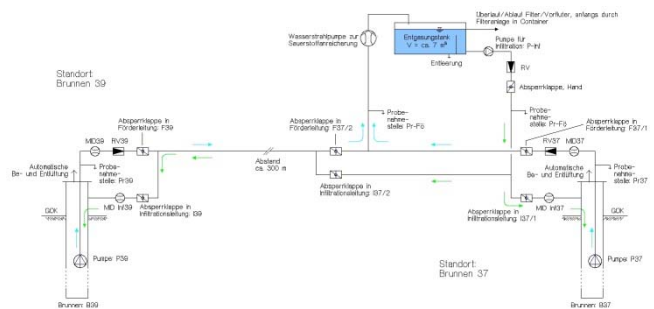 Überlauf/Ablauf Filter/Vorfluter, anfangs durch
Filteranlage in Container
Wasserstrahlpumpe zur
Sauerstoffanreicherung
Entgasungstank
V = ca. 7 m³
Pumpe für
Infiltration: P-Inf
Entleerung
RV
Absperrklappe, Hand
Standort:
Brunnen 39
Absperrklappe in
Förderleitung: F39
MID39
RV39
Probe-
nahme-
stelle: Pr39
Automatische
Be- und Entlüftung
GOK
MID Inf39
Absperrklappe in
Infiltrationsleitung: I39
Pumpe: P39
Brunnen: B39
Abstand
ca. 300 m
Absperrklappe in
Förderleitung: F37/2
Probe-
nahme-
stelle: Pr-Fö
Absperrklappe in
Infiltrationsleitung: I37/2
Probe-
nahme-
stelle: Pr-Fö
Absperrklappe in
Förderleitung: F37/1
RV37
MID37
Automatische
Be- und Entlüftung
Probe-
nahme-
stelle: Pr37
MID Inf37
GOK
Absperrklappe in
Infiltrationsleitung: I37/1
Standort:
Brunnen 37
Pumpe: P37
Brunnen: B37